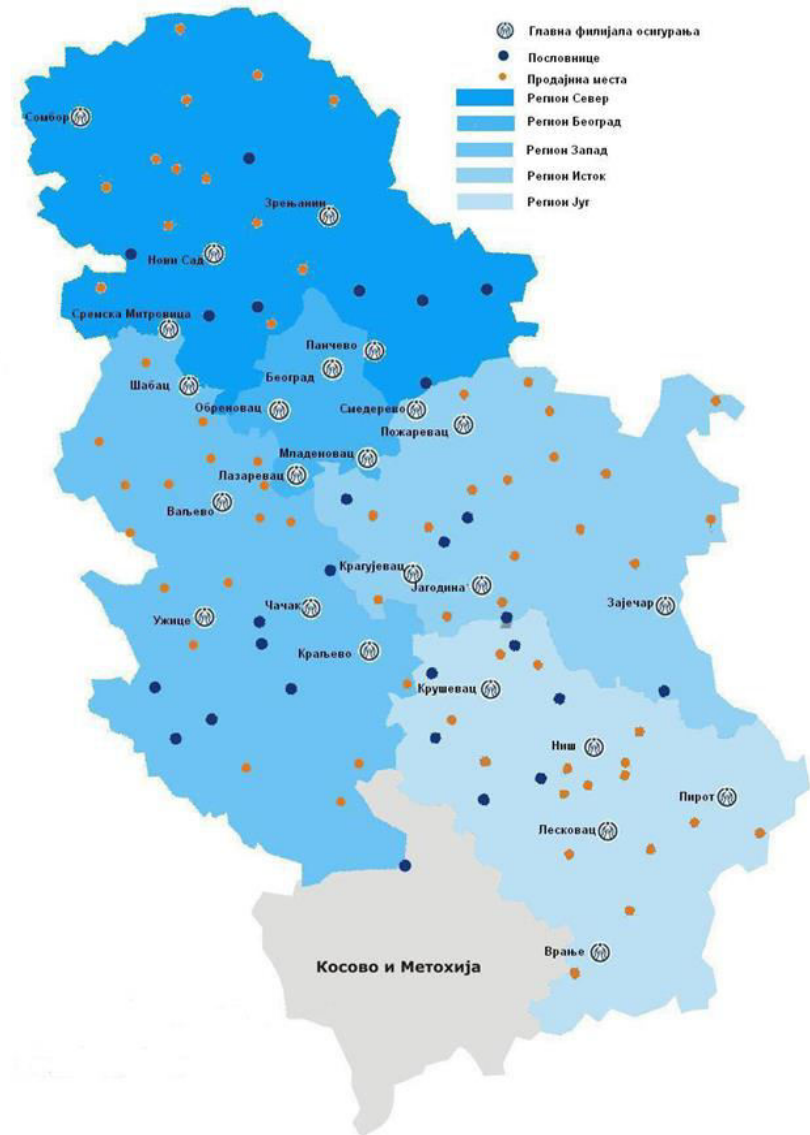 Главна филијала осигурања
Пословнице
Продајина места
Регион Север
Регион Београд
Регион Запад
Регион Исток
Регион Југ
Сомбор
Зрењанин
Нови Сад
Сремска Митровица
Панчево
Београд
Шабац
Обреновац
Смедерево
Пожаревац
Младеновац
Лазаревац
Ваљево
Крагујевац
Јагодина
Чачак
Зајечар
Ужице
Краљево
Крушевац
Ниш
Пирот
Лесковац
Врање
Косово и Метохија